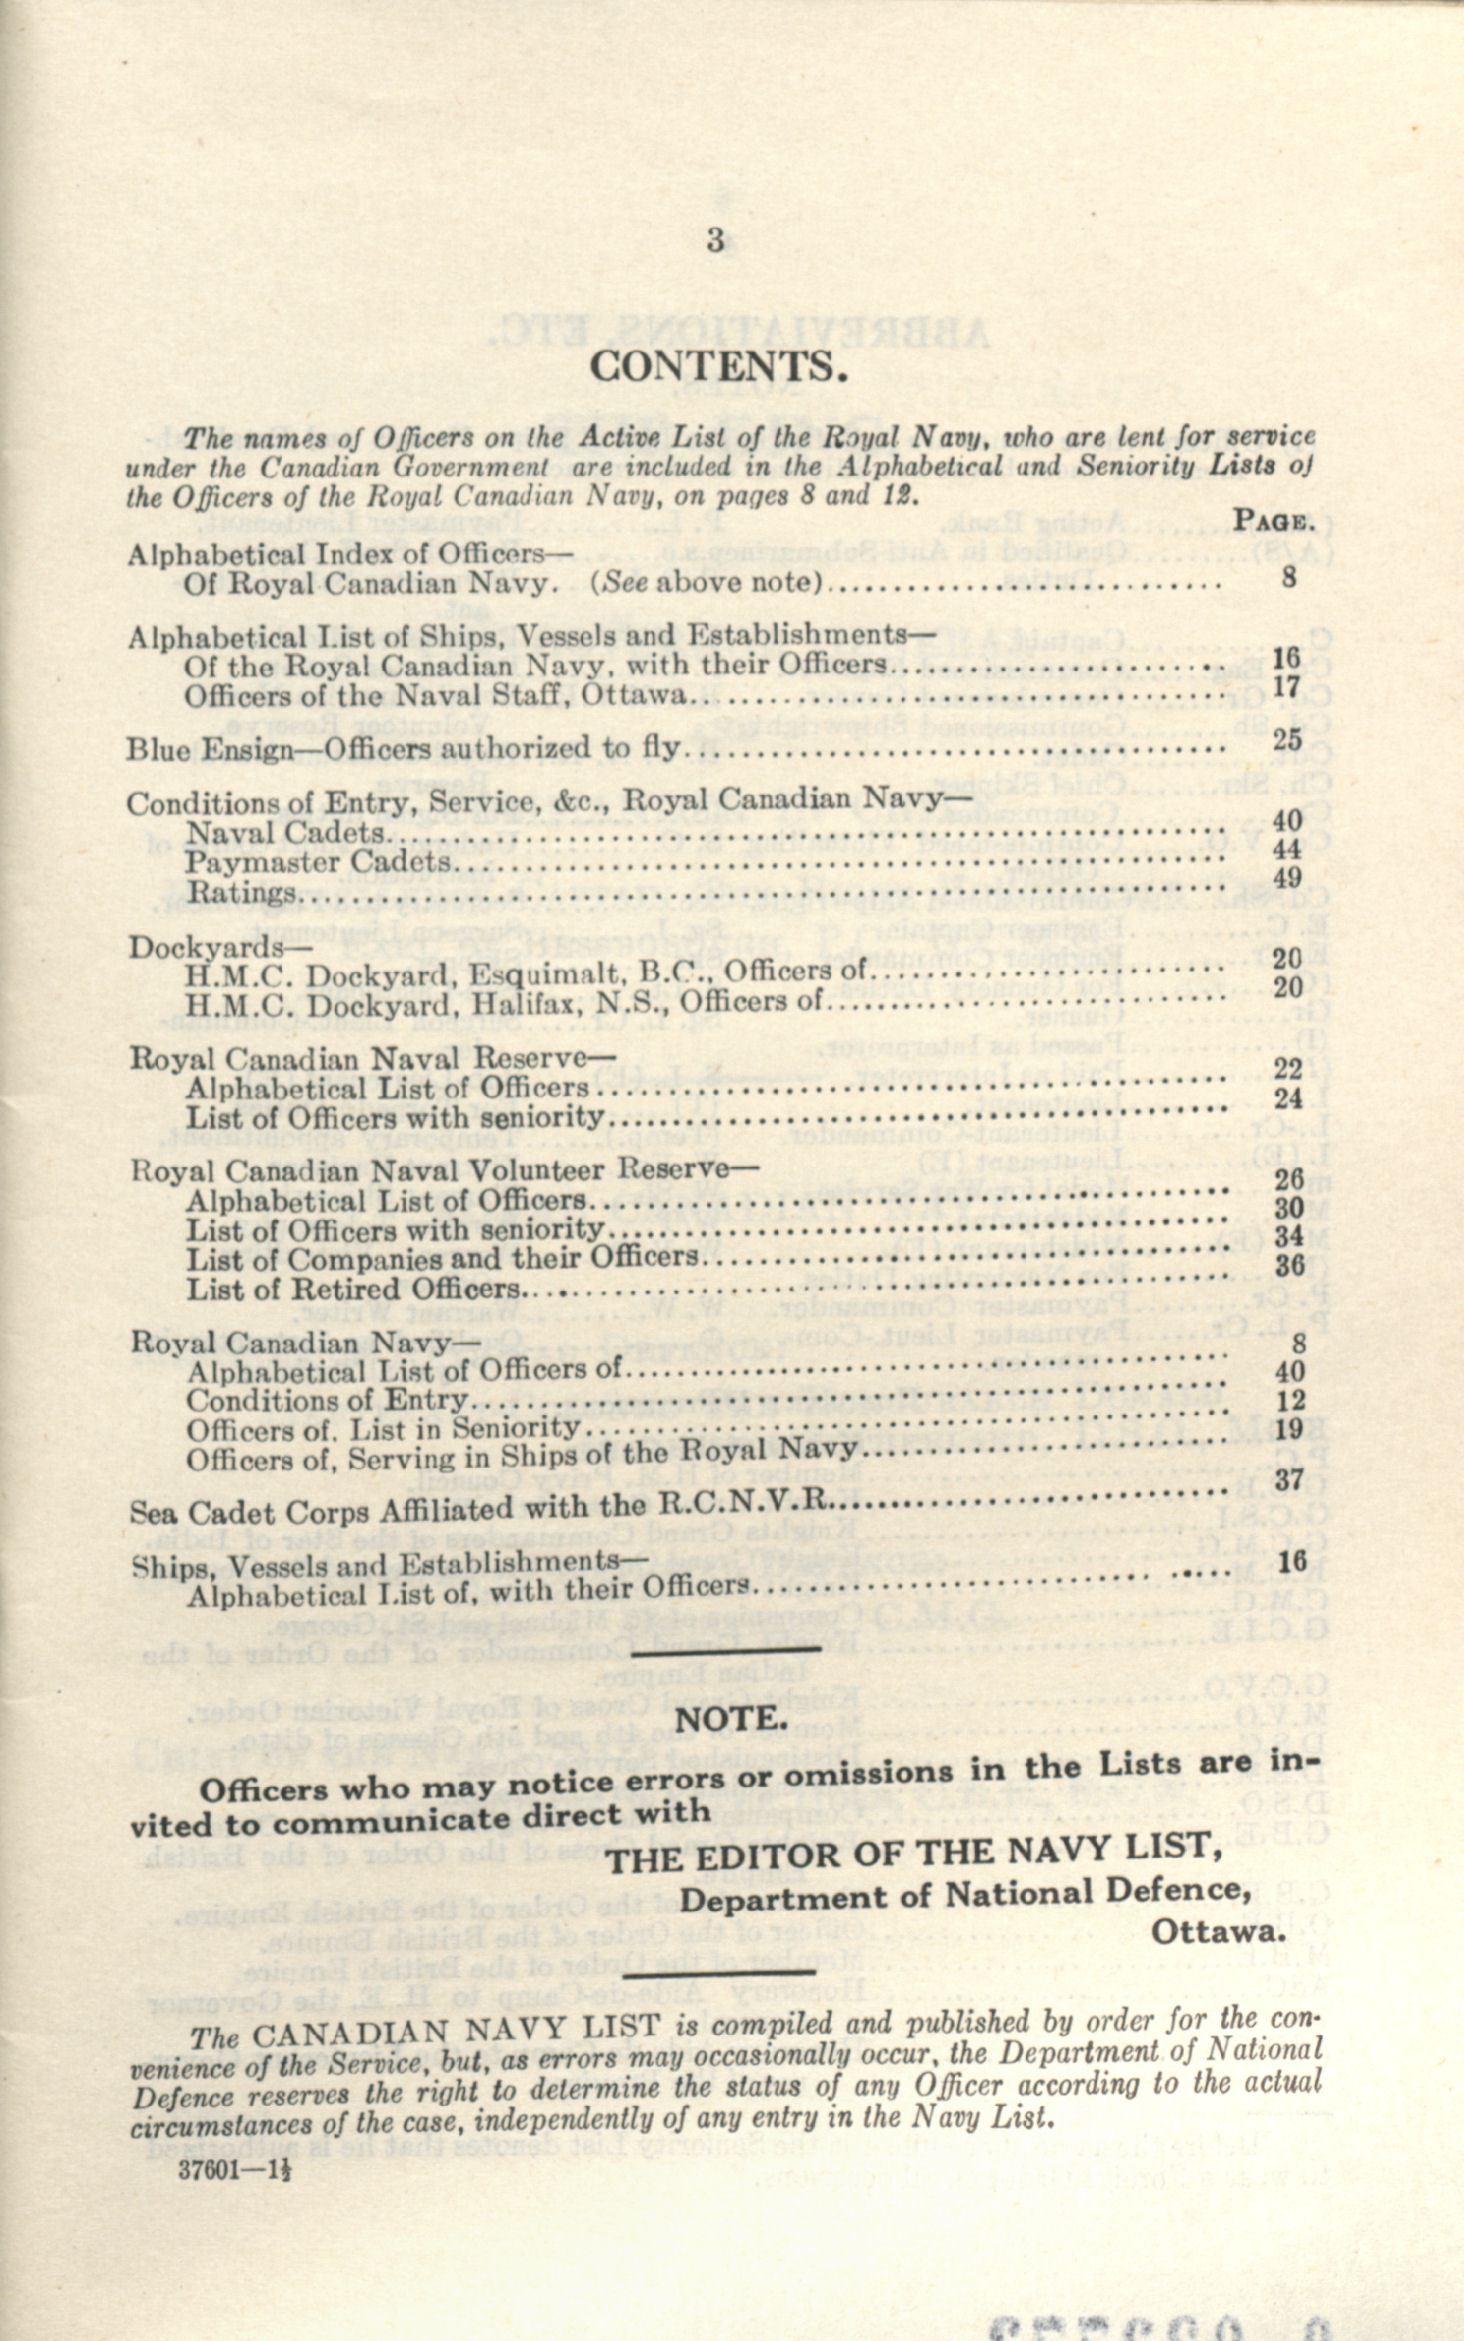 3
CONTENTS.
The names of Officers on the Active List of the Royal Navy, who are lent for service
under the Canadian Government are included in the Alphabetical and Seniority Lists of
the Officers of the Royal Canadian Navy, on pages 8 and 12.
PAGE.
Alphabetical Index of Officers—
Of Royal Canadian Navy. (See above note)............................ 8
Alphabetical List of Ships, Vessels and Establishments—
Of the Royal Canadian Navy, with their Officers........................ 16
Officers of the Naval Staff, Ottawa...................................... 17
Blue Ensign—Officers authorized to fly...................................... 25
Conditions of Entry, Service, &c., Royal Canadian Navy—
Naval Cadets............................................................ 40
Paymaster Cadets....................................................... 44
Ratings.................................................................. 49
Dockyards—
H.M.C. Dockyard, Esquimalt, B.C., Officers of.......................... 20
H.M.C. Dockyard, Halifax, N.S., Officers of............................. 20
Royal Canadian Naval Reserve—
Alphabetical List of Officers............................................. 22
List of Officers with seniority............................................ 24
Royal Canadian Naval Volunteer Reserve—
Alphabetical List of Officers.............................................. 26
List of Officers with seniority............................................ 30
List of Companies and their Officers...................................... 34
List of Retired Officers................................................... 36
Royal Canadian Navy—
Alphabetical List of Officers of........................................... 8
Conditions of Entry...................................................... 40
Officers of, List in Seniority.............................................. 12
Officers of, Serving in Ships of the Royal Navy.......................... 19
Sea Cadet Corps Affiliated with the R.C.N.V.R............................. 37
Ships, Vessels and Establishments—
Alphabetical List of, with their Officers............................. ..... 16
NOTE.
Officers who may notice errors or omissions in the Lists are in-
vited to communicate direct with
THE EDITOR OF THE NAVY LIST,
Department of National Defence,
Ottawa.
The CANADIAN NAVY LIST is compiled and published by order for the con-
venience of the Service, but, as errors may occasionally occur, the Department of National
Defence reserves the right to determine the status of any Officer according to the actual
circumstances of the case, independently of any entry in the Navy List.
37601—1½